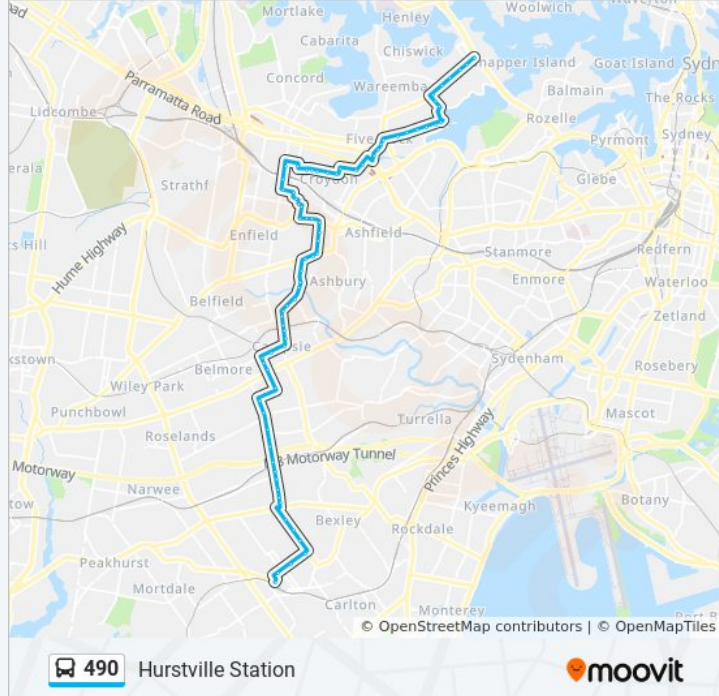 Mortlake
Henley
Woolwich
Cabarita
Chiswick
Snapper Island
Goat Island
Concord
Wareemba
Balmain
The Rocks
Parramatta Road
Rozelle
Lidcombe
Sydney
Pyrmont
Five Dock
Croydon
Glebe
Strathf
Enfield
Ashfield
Redfern
s Hill
Stanmore
Hume Highway
Enmore
Waterloo
Ashbury
Belfield
Zetland
kstown
Belmore
Sydenham
Rosebery
Wiley Park
Punchbowl
Mascot
Turrella
Roselands
Princes Highway
Motorway Tunnel
Motorway
Narwee
Kyeemagh
Botany
Bexley
Rockdale
Peakhurst
Mortdale
Carlton
Monterey
© OpenStreetMap contributors | © OpenMapTiles
490 Hurstville Station
moovit